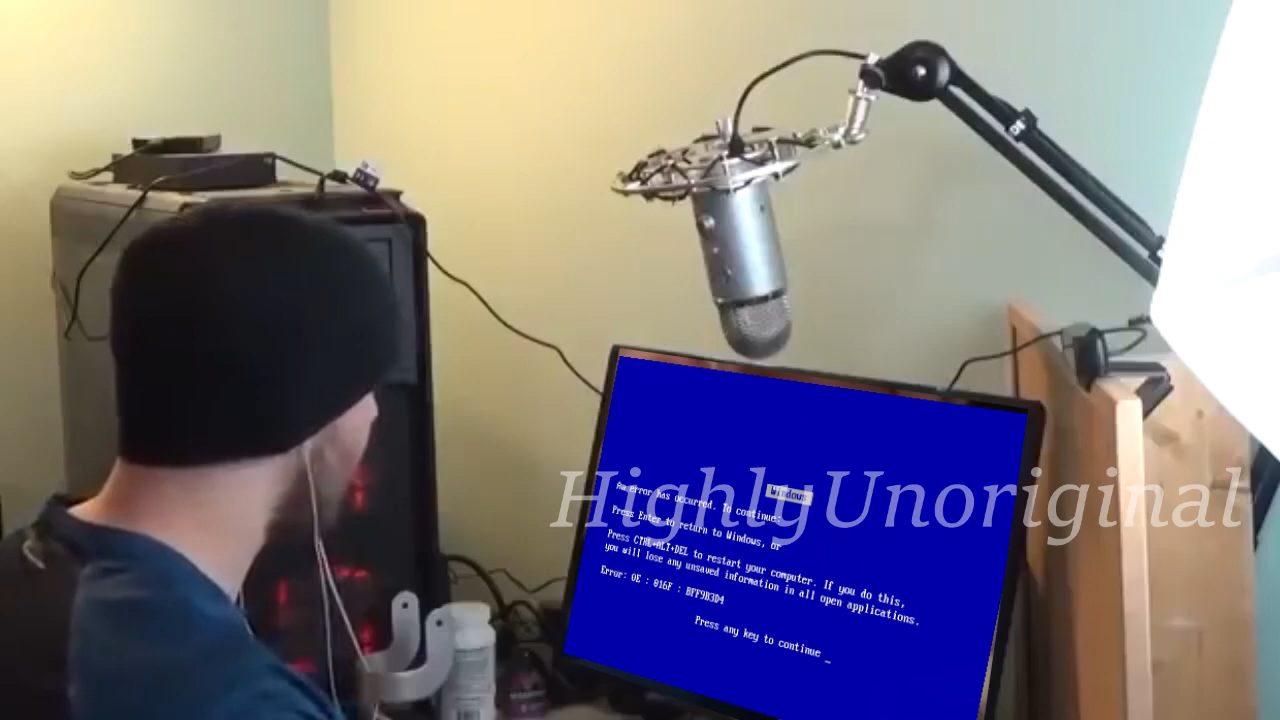 Windows
An error has occurred. To continue:
Press Enter to return to Windows, or
Press CTRL+ALT+DEL to restart your computer. If you do this,
you will lose any unsaved information in all open applications.
Error: 0E : 016F : BFF9B3D4
Press any key to continue _
HighlyUnoriginal